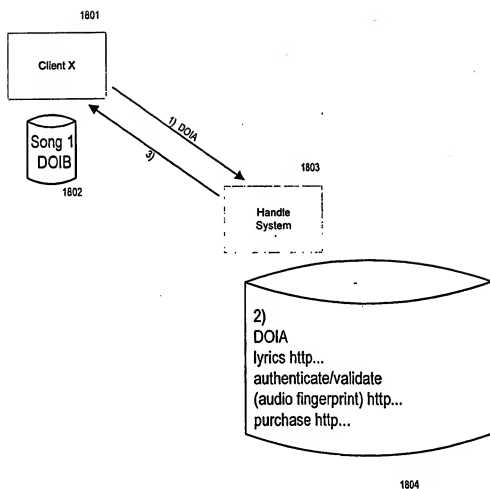 1801
Client X
1) DOIA
3)
Song 1
DOIB
1802
1803
Handle
System
2)
DOIA
lyrics http...
authenticate/validate
(audio fingerprint) http...
purchase http...
1804